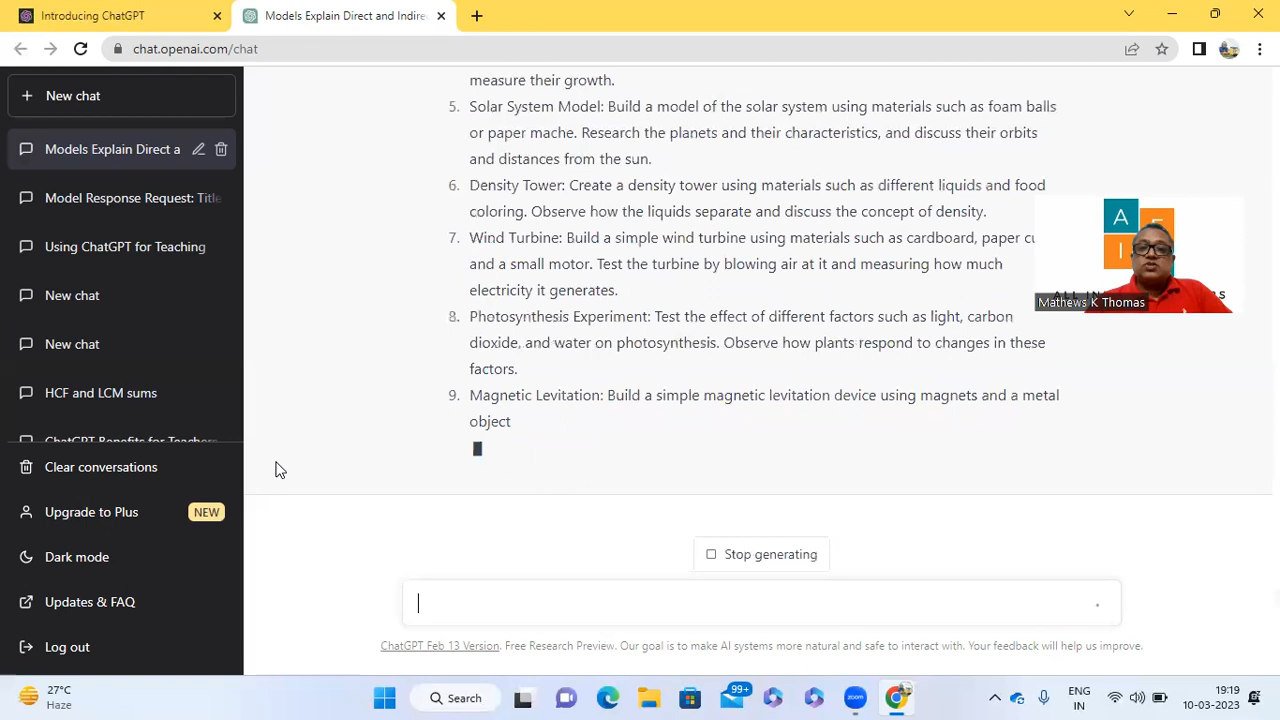 Introducing ChatGPT
Models Explain Direct and Indire
chat.openai.com/chat
New chat
Models Explain Direct a
Model Response Request: Title
Using ChatGPT for Teaching
New chat
New chat
HCF and LCM sums
ChatGPT Benefits for Teachers
Clear conversations
Upgrade to Plus NEW
Dark mode
Updates & FAQ
Log out
measure their growth.
5. Solar System Model: Build a model of the solar system using materials such as foam balls
or paper mache. Research the planets and their characteristics, and discuss their orbits
and distances from the sun.
6. Density Tower: Create a density tower using materials such as different liquids and food
coloring. Observe how the liquids separate and discuss the concept of density.
7. Wind Turbine: Build a simple wind turbine using materials such as cardboard, paper cu
and a small motor. Test the turbine by blowing air at it and measuring how much
electricity it generates.
8. Photosynthesis Experiment: Test the effect of different factors such as light, carbon
dioxide, and water on photosynthesis. Observe how plants respond to changes in these
factors.
9. Magnetic Levitation: Build a simple magnetic levitation device using magnets and a metal
object
A
I
Mathews K Thomas
Stop generating
ChatGPT Feb 13 Version. Free Research Preview. Our goal is to make AI systems more natural and safe to interact with. Your feedback will help us improve.
27°C
Haze
Search
99+
ENG
IN
19:19
10-03-2023